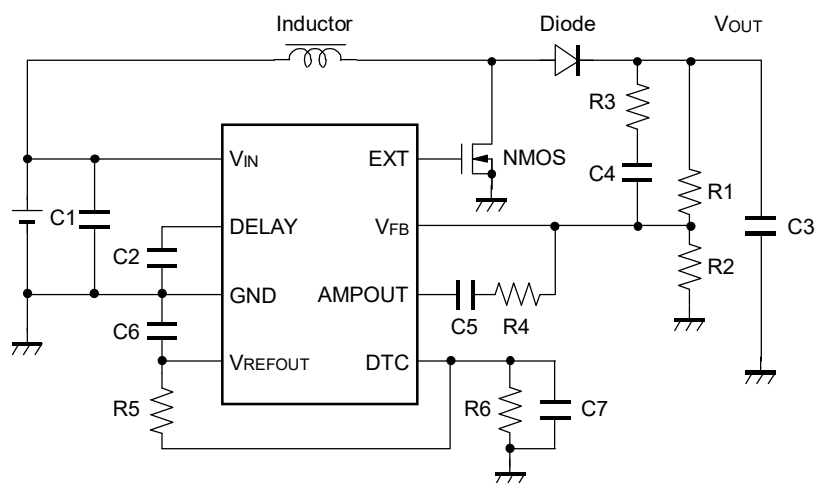 Inductor
Diode
VOUT
R3
VIN
EXT
NMOS
C1
C4
R1
DELAY
VFB
C3
C2
R2
GND
AMPOUT
C5
R4
C6
VREFOUT
DTC
R5
R6
C7